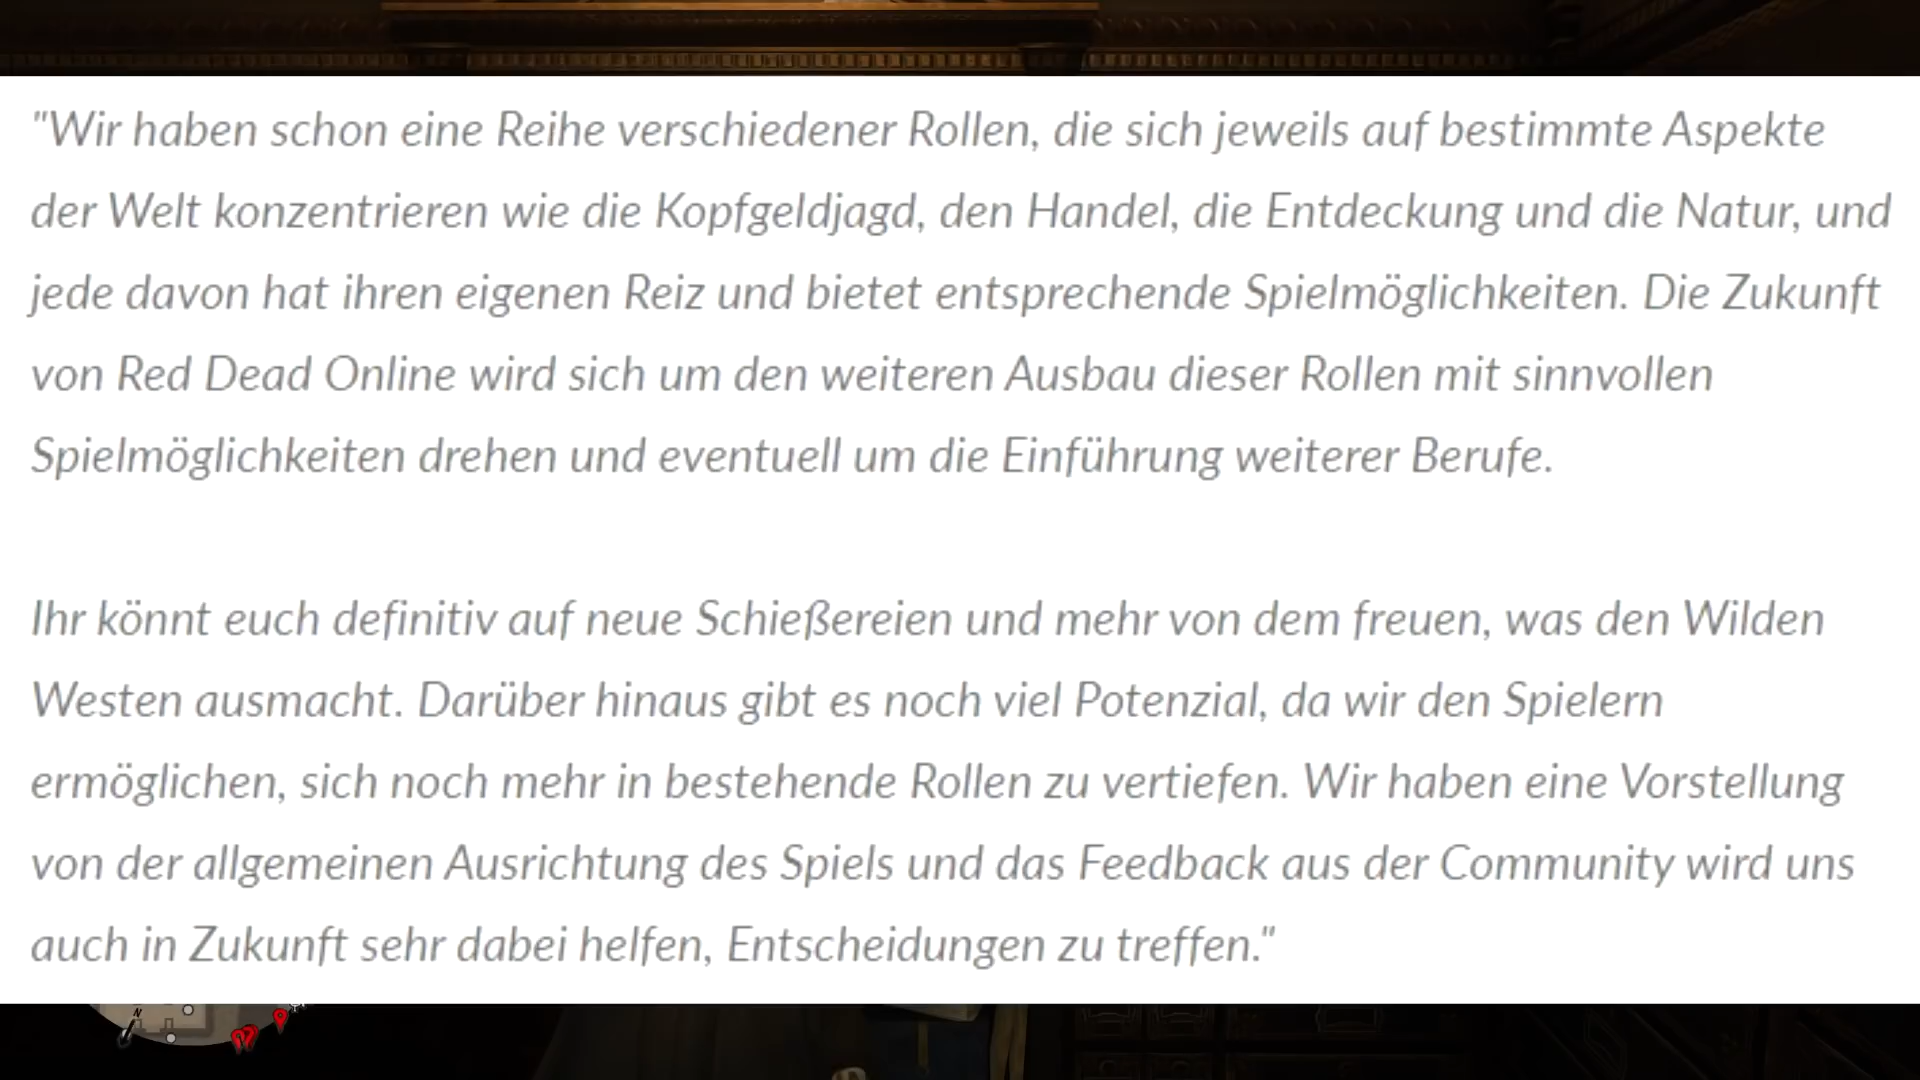 "Wir haben schon eine Reihe verschiedener Rollen, die sich jeweils auf bestimmte Aspekte
der Welt konzentrieren wie die Kopfgeldjagd, den Handel, die Entdeckung und die Natur, und
jede davon hat ihren eigenen Reiz und bietet entsprechende Spielmöglichkeiten. Die Zukunft
von Red Dead Online wird sich um den weiteren Ausbau dieser Rollen mit sinnvollen
Spielmöglichkeiten drehen und eventuell um die Einführung weiterer Berufe.
Ihr könnt euch definitiv auf neue Schießereien und mehr von dem freuen, was den Wilden
Westen ausmacht. Darüber hinaus gibt es noch viel Potenzial, da wir den Spielern
ermöglichen, sich noch mehr in bestehende Rollen zu vertiefen. Wir haben eine Vorstellung
von der allgemeinen Ausrichtung des Spiels und das Feedback aus der Community wird uns
auch in Zukunft sehr dabei helfen, Entscheidungen zu treffen."
N